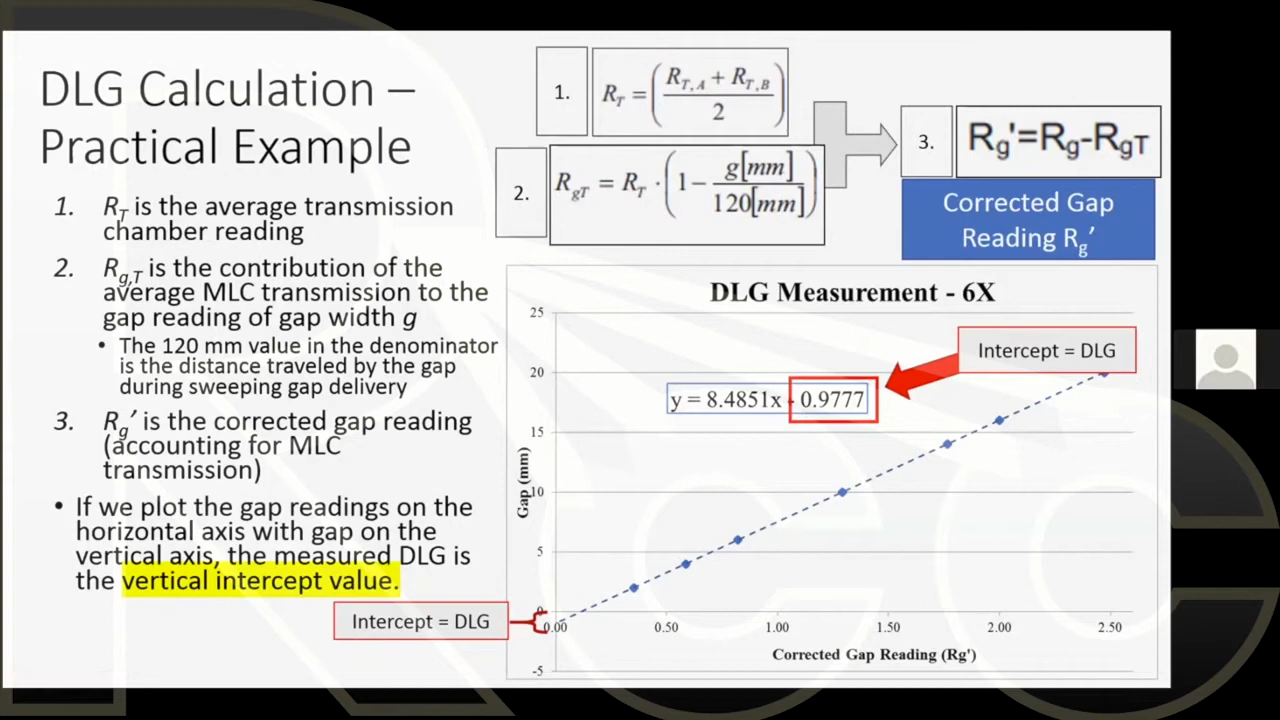 DLG Calculation –
Practical Example
1. R_T is the average transmission
chamber reading
2. R_{g,T} is the contribution of the
average MLC transmission to the
gap reading of gap width g
• The 120 mm value in the denominator
is the distance traveled by the gap
during sweeping gap delivery
3. R_g’ is the corrected gap reading
(accounting for MLC
transmission)
• If we plot the gap readings on the
horizontal axis with gap on the
vertical axis, the measured DLG is
the vertical intercept value.
1.
R_T = ( (R_{T,A} + R_{T,B}) / 2 )
2.
R_{gT} = R_T · ( 1 − g[mm] / 120[mm] )
3.
R_g'=R_g-R_{gT}
Corrected Gap
Reading R_g’
DLG Measurement - 6X
25
20
15
10
5
0
-5
Gap (mm)
Intercept = DLG
y = 8.4851x - 0.9777
Intercept = DLG
0.00 0.50 1.00 1.50 2.00 2.50
Corrected Gap Reading (Rg')